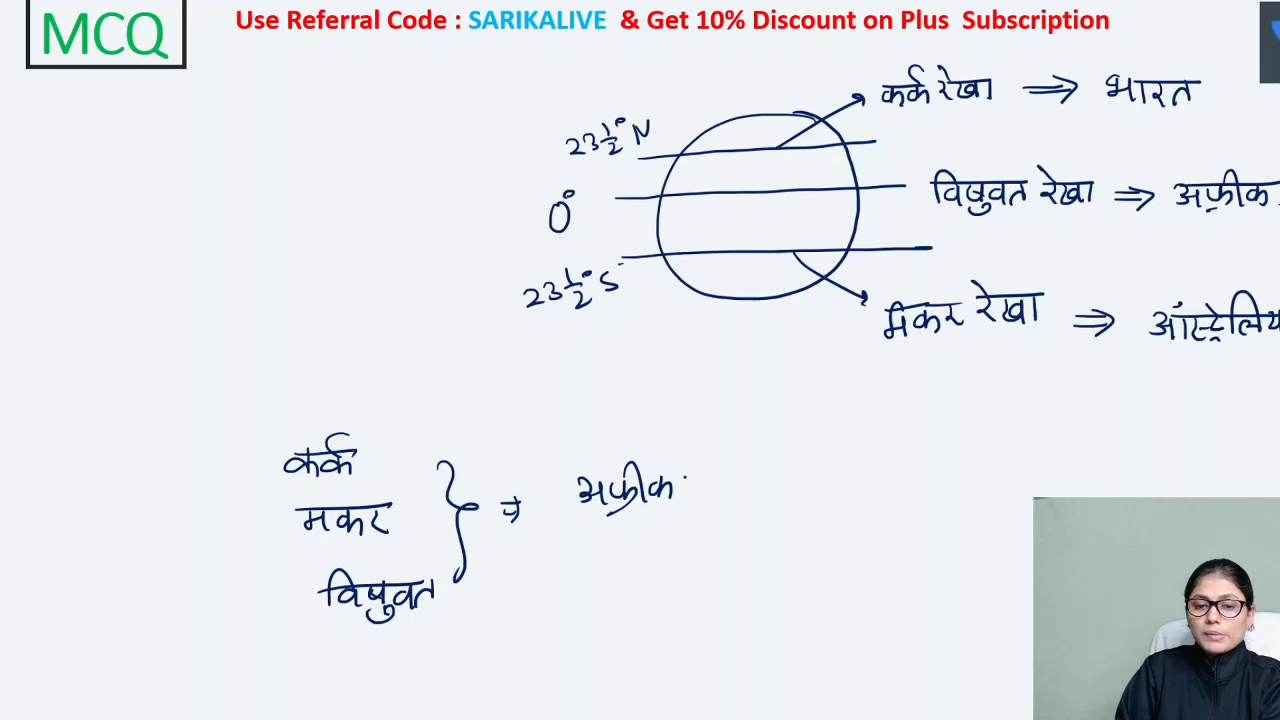 Use Referral Code : SARIKALIVE & Get 10% Discount on Plus Subscription
MCQ
कर्क रेखा ⇒ भारत
23½° N
0°
विषुवत रेखा ⇒ अफ्रीक
23½° S
मकर रेखा ⇒ ऑस्ट्रेलिय
कर्क
मकर
विषुवत
⇒ अफ्रीक